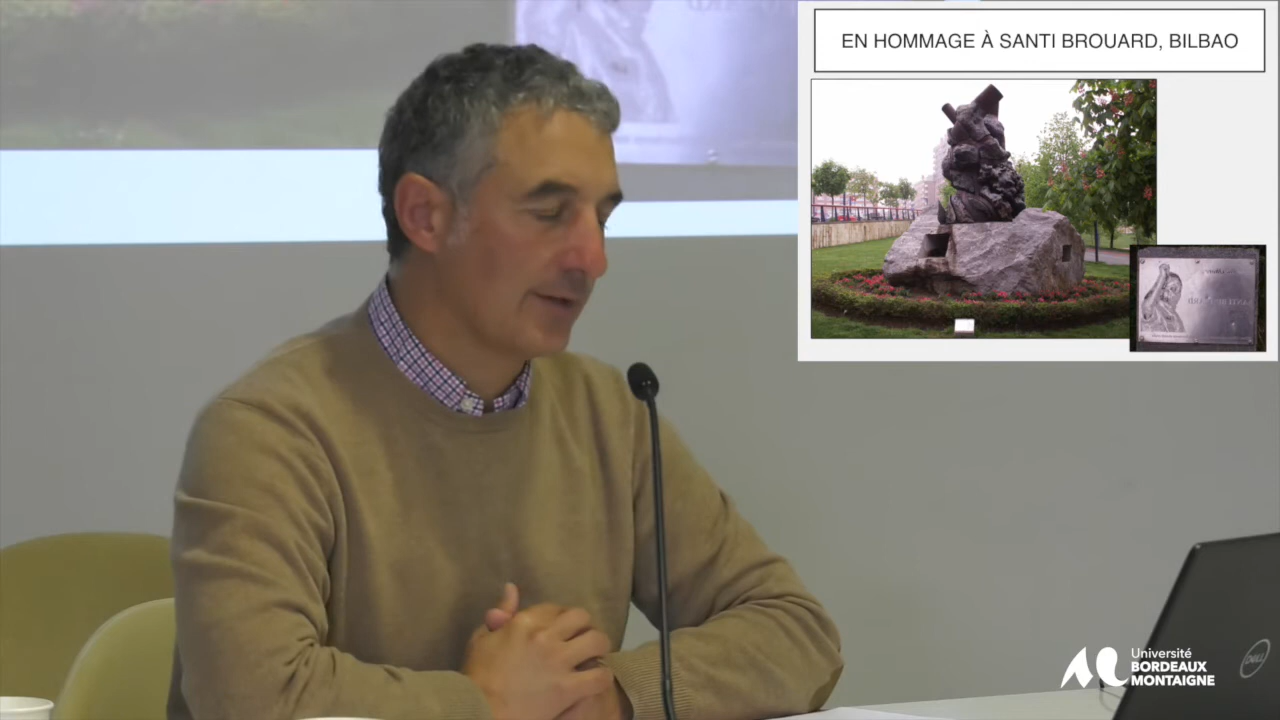 EN HOMMAGE À SANTI BROUARD, BILBAO
Université
BORDEAUX
MONTAIGNE
DELL